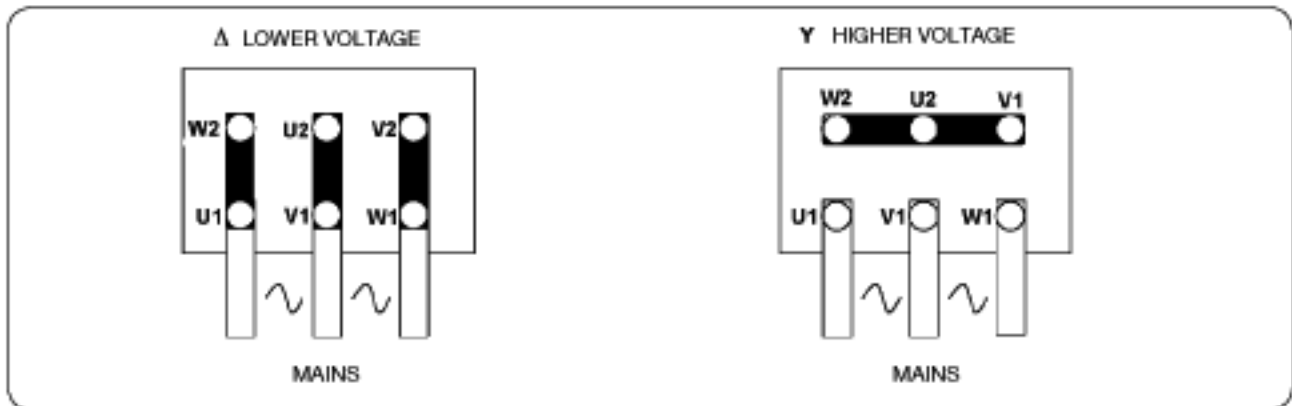 Δ LOWER VOLTAGE
W2 U2 V2
U1 V1 W1
MAINS
Y HIGHER VOLTAGE
W2 U2 V1
U1 V1 W1
MAINS